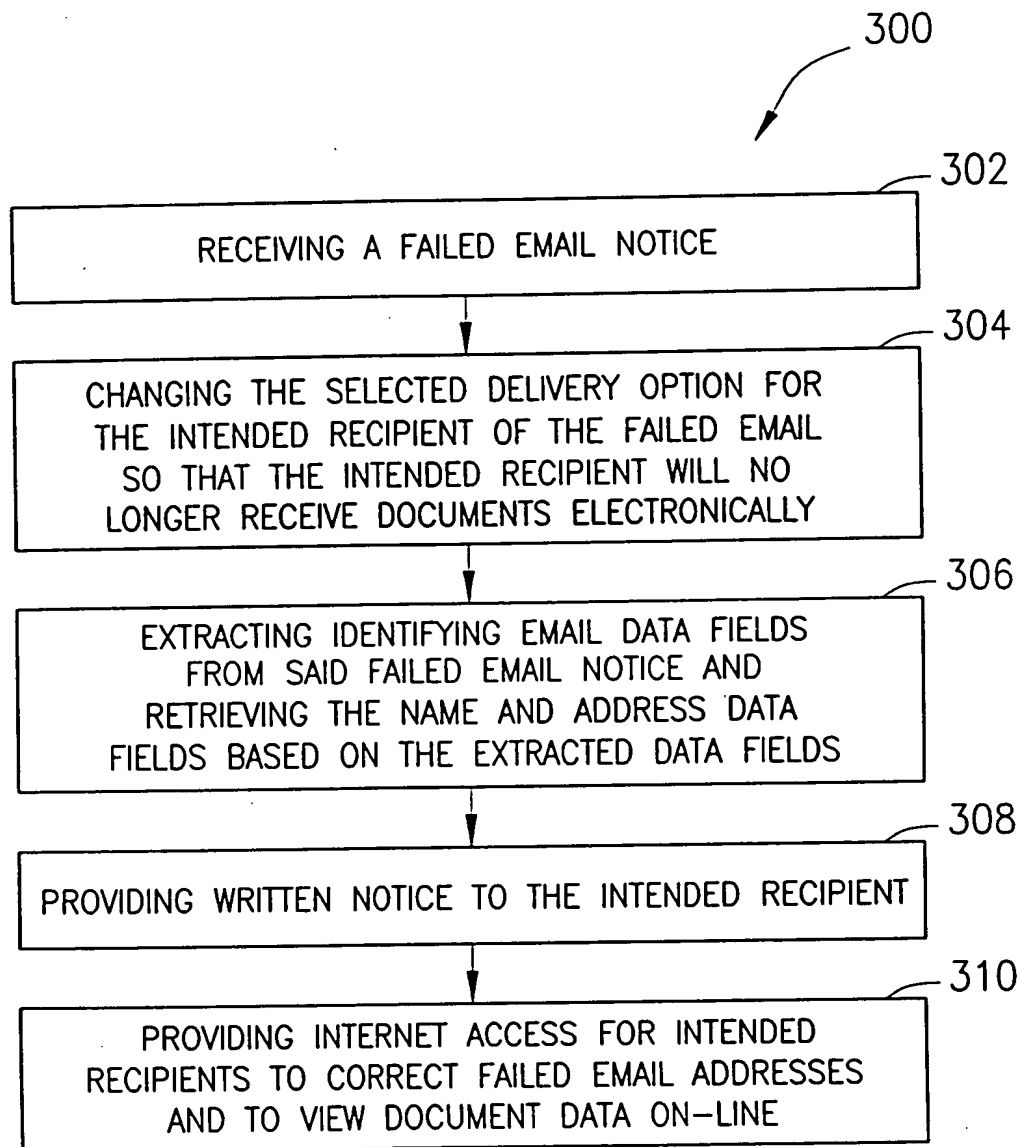 300
302
RECEIVING A FAILED EMAIL NOTICE
304
CHANGING THE SELECTED DELIVERY OPTION FOR
THE INTENDED RECIPIENT OF THE FAILED EMAIL
SO THAT THE INTENDED RECIPIENT WILL NO
LONGER RECEIVE DOCUMENTS ELECTRONICALLY
306
EXTRACTING IDENTIFYING EMAIL DATA FIELDS
FROM SAID FAILED EMAIL NOTICE AND
RETRIEVING THE NAME AND ADDRESS DATA
FIELDS BASED ON THE EXTRACTED DATA FIELDS
308
PROVIDING WRITTEN NOTICE TO THE INTENDED RECIPIENT
310
PROVIDING INTERNET ACCESS FOR INTENDED
RECIPIENTS TO CORRECT FAILED EMAIL ADDRESSES
AND TO VIEW DOCUMENT DATA ON-LINE